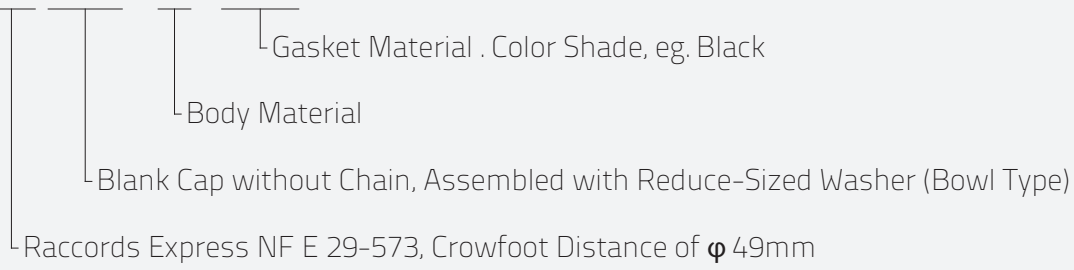 Gasket Material . Color Shade, eg. Black
Body Material
Blank Cap without Chain, Assembled with Reduce-Sized Washer (Bowl Type)
Raccords Express NF E 29-573, Crowfoot Distance of φ 49mm